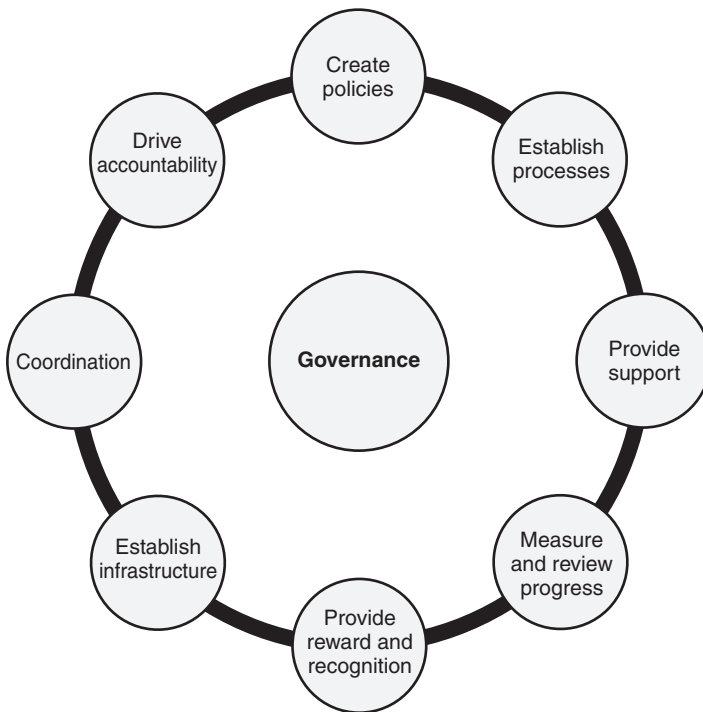 Create
policies
Establish
processes
Provide
support
Measure
and review
progress
Provide
reward and
recognition
Establish
infrastructure
Coordination
Drive
accountability
Governance